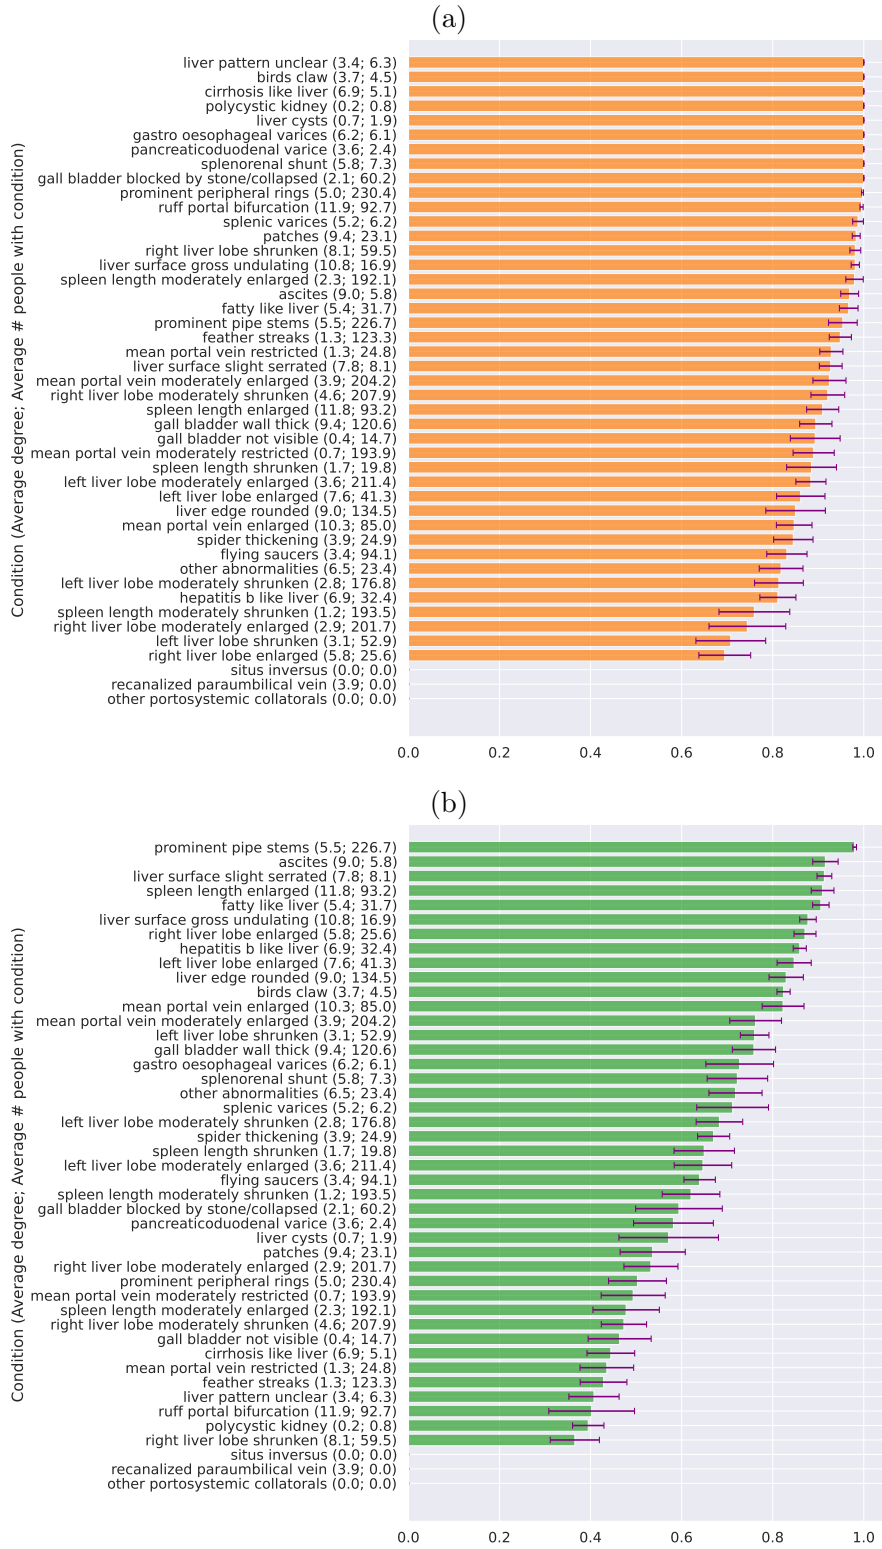 (a)
Condition (Average degree; Average # people with condition)
liver pattern unclear (3.4; 6.3)
birds claw (3.7; 4.5)
cirrhosis like liver (6.9; 5.1)
polycystic kidney (0.2; 0.8)
liver cysts (0.7; 1.9)
gastro oesophageal varices (6.2; 6.1)
pancreaticoduodenal varice (3.6; 2.4)
splenorenal shunt (5.8; 7.3)
gall bladder blocked by stone/collapsed (2.1; 60.2)
prominent peripheral rings (5.0; 230.4)
ruff portal bifurcation (11.9; 92.7)
splenic varices (5.2; 6.2)
patches (9.4; 23.1)
right liver lobe shrunken (8.1; 59.5)
liver surface gross undulating (10.8; 16.9)
spleen length moderately enlarged (2.3; 192.1)
ascites (9.0; 5.8)
fatty like liver (5.4; 31.7)
prominent pipe stems (5.5; 226.7)
feather streaks (1.3; 123.3)
mean portal vein restricted (1.3; 24.8)
liver surface slight serrated (7.8; 8.1)
mean portal vein moderately enlarged (3.9; 204.2)
right liver lobe moderately shrunken (4.6; 207.9)
spleen length enlarged (11.8; 93.2)
gall bladder wall thick (9.4; 120.6)
gall bladder not visible (0.4; 14.7)
mean portal vein moderately restricted (0.7; 193.9)
spleen length shrunken (1.7; 19.8)
left liver lobe moderately enlarged (3.6; 211.4)
left liver lobe enlarged (7.6; 41.3)
liver edge rounded (9.0; 134.5)
mean portal vein enlarged (10.3; 85.0)
spider thickening (3.9; 24.9)
flying saucers (3.4; 94.1)
other abnormalities (6.5; 23.4)
left liver lobe moderately shrunken (2.8; 176.8)
hepatitis b like liver (6.9; 32.4)
spleen length moderately shrunken (1.2; 193.5)
right liver lobe moderately enlarged (2.9; 201.7)
left liver lobe shrunken (3.1; 52.9)
right liver lobe enlarged (5.8; 25.6)
situs inversus (0.0; 0.0)
recanalized paraumbilical vein (3.9; 0.0)
other portosystemic collatorals (0.0; 0.0)
0.0 0.2 0.4 0.6 0.8 1.0
(b)
Condition (Average degree; Average # people with condition)
prominent pipe stems (5.5; 226.7)
ascites (9.0; 5.8)
liver surface slight serrated (7.8; 8.1)
spleen length enlarged (11.8; 93.2)
fatty like liver (5.4; 31.7)
liver surface gross undulating (10.8; 16.9)
right liver lobe enlarged (5.8; 25.6)
hepatitis b like liver (6.9; 32.4)
left liver lobe enlarged (7.6; 41.3)
liver edge rounded (9.0; 134.5)
birds claw (3.7; 4.5)
mean portal vein enlarged (10.3; 85.0)
mean portal vein moderately enlarged (3.9; 204.2)
left liver lobe shrunken (3.1; 52.9)
gall bladder wall thick (9.4; 120.6)
gastro oesophageal varices (6.2; 6.1)
splenorenal shunt (5.8; 7.3)
other abnormalities (6.5; 23.4)
splenic varices (5.2; 6.2)
left liver lobe moderately shrunken (2.8; 176.8)
spider thickening (3.9; 24.9)
spleen length shrunken (1.7; 19.8)
left liver lobe moderately enlarged (3.6; 211.4)
flying saucers (3.4; 94.1)
spleen length moderately shrunken (1.2; 193.5)
gall bladder blocked by stone/collapsed (2.1; 60.2)
pancreaticoduodenal varice (3.6; 2.4)
liver cysts (0.7; 1.9)
patches (9.4; 23.1)
right liver lobe moderately enlarged (2.9; 201.7)
prominent peripheral rings (5.0; 230.4)
mean portal vein moderately restricted (0.7; 193.9)
spleen length moderately enlarged (2.3; 192.1)
right liver lobe moderately shrunken (4.6; 207.9)
gall bladder not visible (0.4; 14.7)
cirrhosis like liver (6.9; 5.1)
mean portal vein restricted (1.3; 24.8)
feather streaks (1.3; 123.3)
liver pattern unclear (3.4; 6.3)
ruff portal bifurcation (11.9; 92.7)
polycystic kidney (0.2; 0.8)
right liver lobe shrunken (8.1; 59.5)
situs inversus (0.0; 0.0)
recanalized paraumbilical vein (3.9; 0.0)
other portosystemic collatorals (0.0; 0.0)
0.0 0.2 0.4 0.6 0.8 1.0